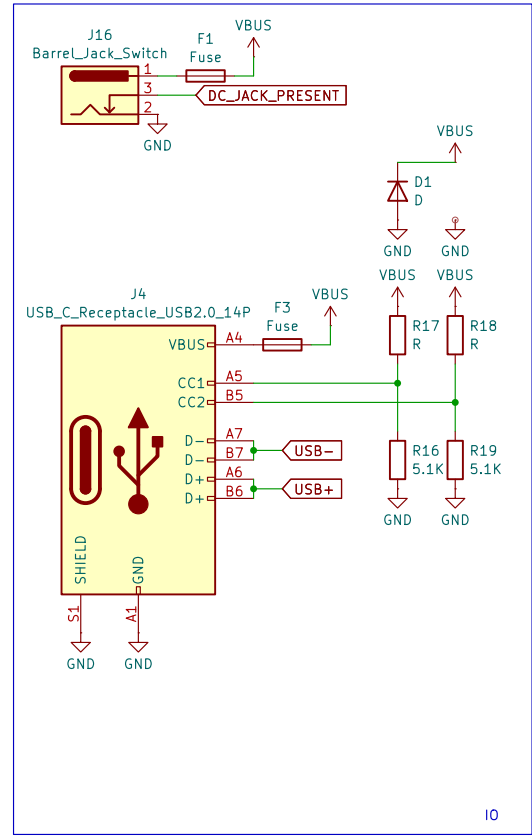 J16
Barrel_Jack_Switch
1
3
2
F1
Fuse
VBUS
DC_JACK_PRESENT
GND
VBUS
D1
D
GND
GND
J4
USB_C_Receptacle_USB2.0_14P
VBUS
A4
F3
Fuse
VBUS
CC1
A5
CC2
B5
D-
A7
D-
B7
USB-
D+
A6
D+
B6
USB+
SHIELD
GND
S1
A1
GND
GND
VBUS
VBUS
R17
R
R18
R
R16
5.1K
R19
5.1K
GND
GND
IO